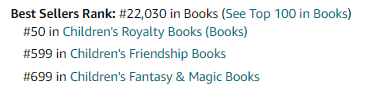 Best Sellers Rank: #22,030 in Books (See Top 100 in Books)
#50 in Children's Royalty Books (Books)
#599 in Children's Friendship Books
#699 in Children's Fantasy & Magic Books